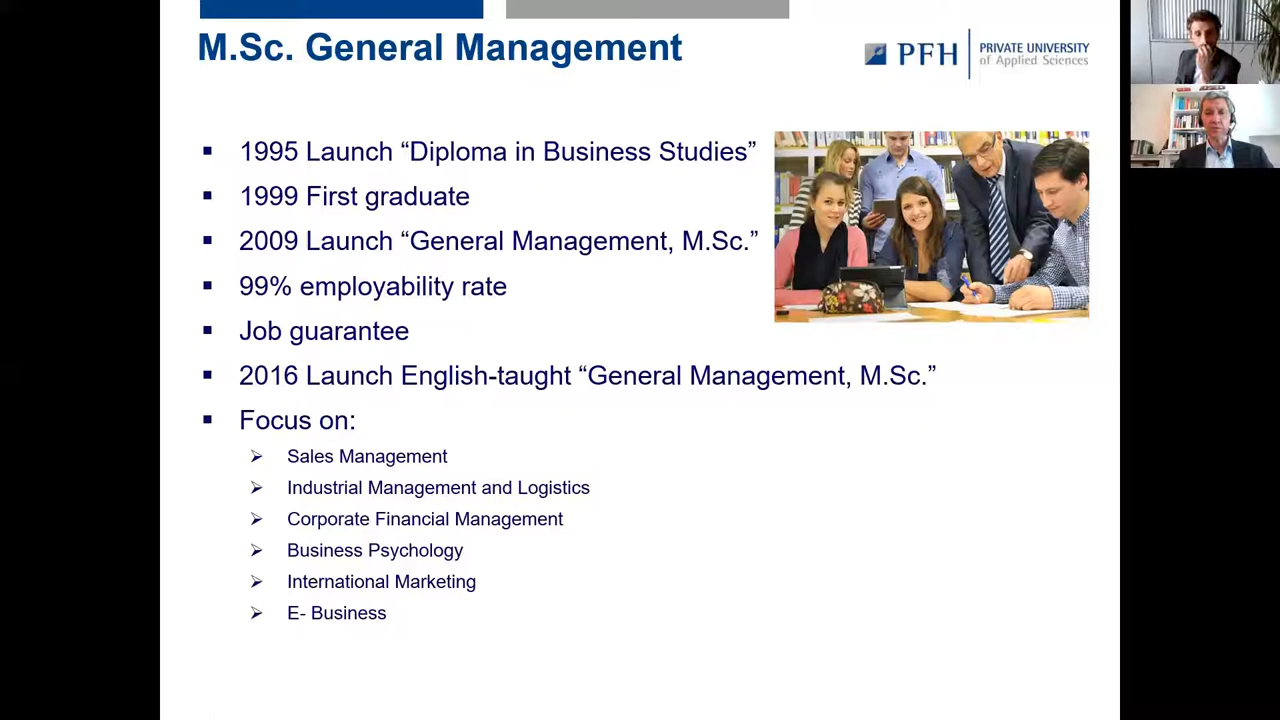 M.Sc. General Management
PFH
PRIVATE UNIVERSITY
of Applied Sciences
1995 Launch “Diploma in Business Studies”
1999 First graduate
2009 Launch “General Management, M.Sc.”
99% employability rate
Job guarantee
2016 Launch English-taught “General Management, M.Sc.”
Focus on:
Sales Management
Industrial Management and Logistics
Corporate Financial Management
Business Psychology
International Marketing
E- Business